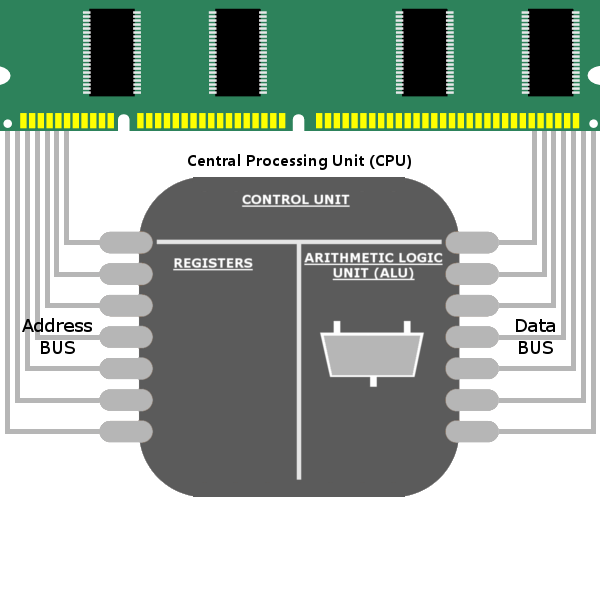 Central Processing Unit (CPU)
CONTROL UNIT
REGISTERS
ARITHMETIC LOGIC
UNIT (ALU)
Address
BUS
Data
BUS